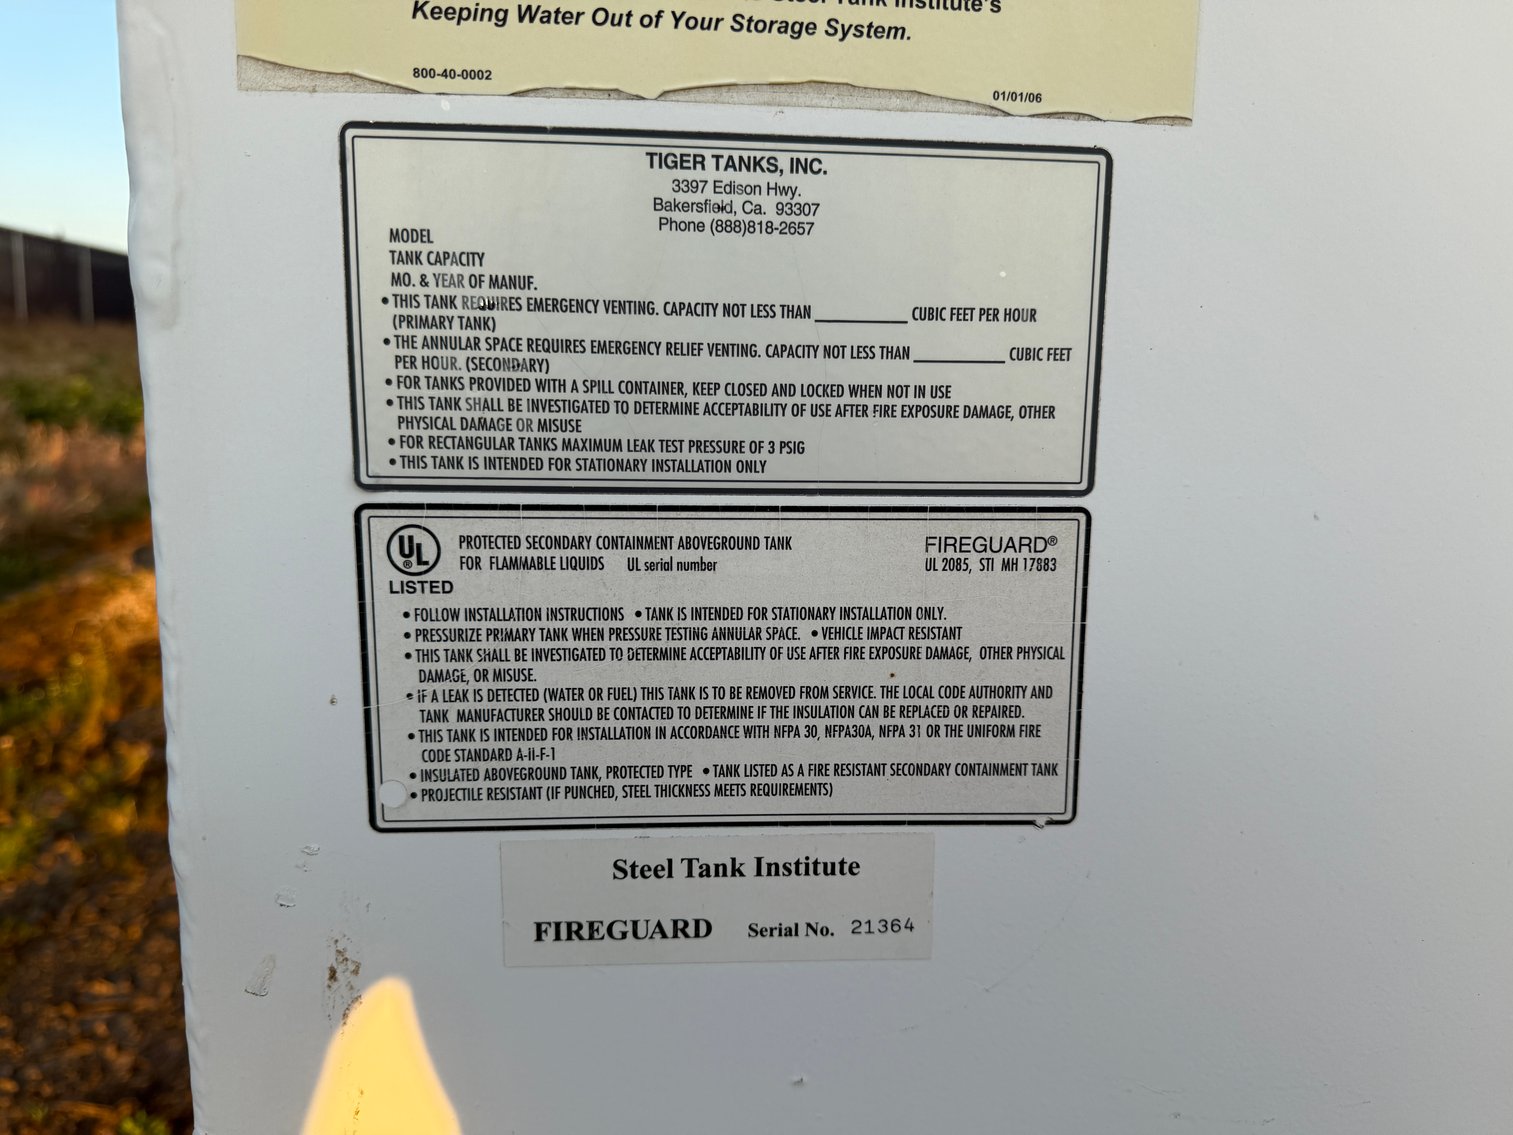 Steel Tank Institute's
Keeping Water Out of Your Storage System.
800-40-0002
01/01/06
TIGER TANKS, INC.
3397 Edison Hwy.
Bakersfield, Ca. 93307
Phone (888)818-2657
MODEL
TANK CAPACITY
MO. & YEAR OF MANUF.
• THIS TANK REQUIRES EMERGENCY VENTING. CAPACITY NOT LESS THAN __________ CUBIC FEET PER HOUR
(PRIMARY TANK)
• THE ANNULAR SPACE REQUIRES EMERGENCY RELIEF VENTING. CAPACITY NOT LESS THAN __________ CUBIC FEET
PER HOUR. (SECONDARY)
• FOR TANKS PROVIDED WITH A SPILL CONTAINER, KEEP CLOSED AND LOCKED WHEN NOT IN USE
• THIS TANK SHALL BE INVESTIGATED TO DETERMINE ACCEPTABILITY OF USE AFTER FIRE EXPOSURE DAMAGE, OTHER
PHYSICAL DAMAGE OR MISUSE
• FOR RECTANGULAR TANKS MAXIMUM LEAK TEST PRESSURE OF 3 PSIG
• THIS TANK IS INTENDED FOR STATIONARY INSTALLATION ONLY
UL ®
LISTED
PROTECTED SECONDARY CONTAINMENT ABOVEGROUND TANK
FOR FLAMMABLE LIQUIDS UL serial number
FIREGUARD®
UL 2085, STI MH 17883
• FOLLOW INSTALLATION INSTRUCTIONS • TANK IS INTENDED FOR STATIONARY INSTALLATION ONLY.
• PRESSURIZE PRIMARY TANK WHEN PRESSURE TESTING ANNULAR SPACE. • VEHICLE IMPACT RESISTANT
• THIS TANK SHALL BE INVESTIGATED TO DETERMINE ACCEPTABILITY OF USE AFTER FIRE EXPOSURE DAMAGE, OTHER PHYSICAL
DAMAGE, OR MISUSE.
• IF A LEAK IS DETECTED (WATER OR FUEL) THIS TANK IS TO BE REMOVED FROM SERVICE. THE LOCAL CODE AUTHORITY AND
TANK MANUFACTURER SHOULD BE CONTACTED TO DETERMINE IF THE INSULATION CAN BE REPLACED OR REPAIRED.
• THIS TANK IS INTENDED FOR INSTALLATION IN ACCORDANCE WITH NFPA 30, NFPA30A, NFPA 31 OR THE UNIFORM FIRE
CODE STANDARD A-II-F-1
• INSULATED ABOVEGROUND TANK, PROTECTED TYPE • TANK LISTED AS A FIRE RESISTANT SECONDARY CONTAINMENT TANK
• PROJECTILE RESISTANT (IF PUNCHED, STEEL THICKNESS MEETS REQUIREMENTS)
Steel Tank Institute
FIREGUARD Serial No. 21364